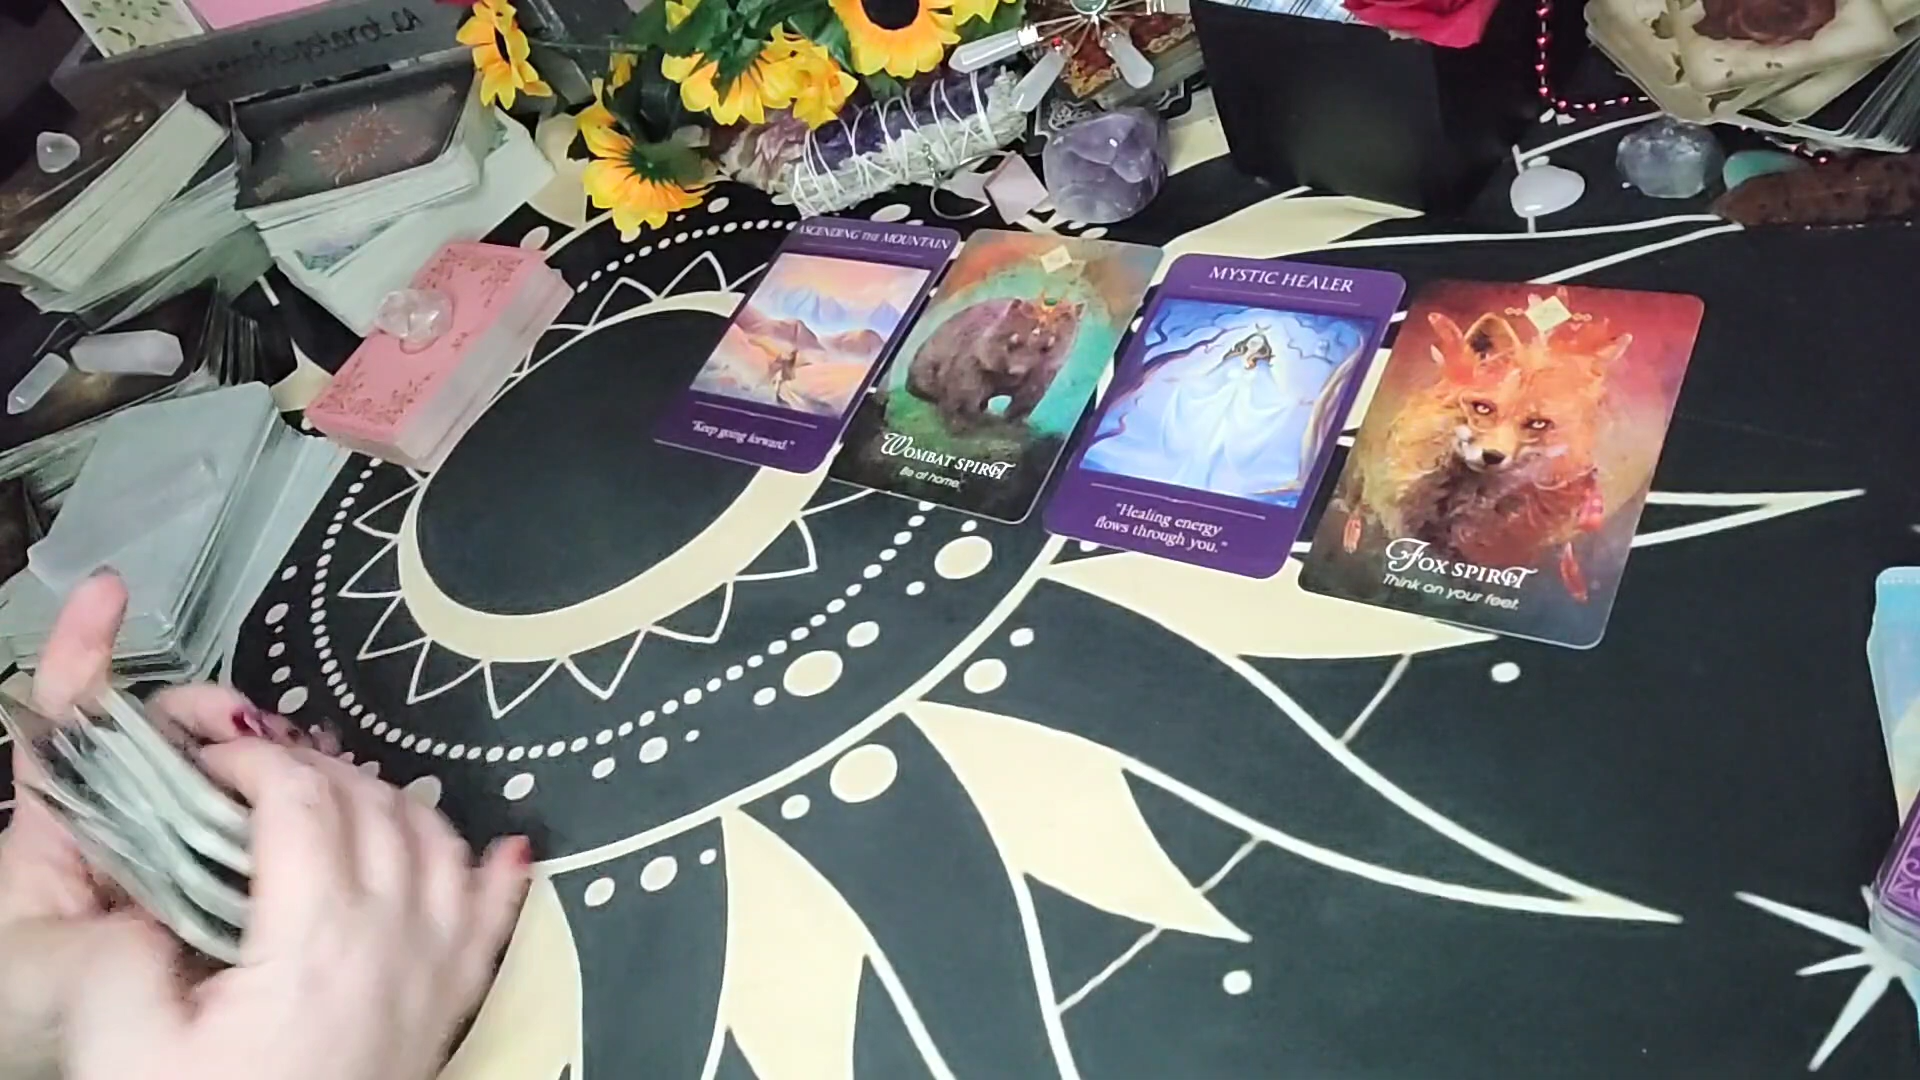 ASCENDING THE MOUNTAIN
"Keep going forward."
WOMBAT SPIRIT
Be at home.
MYSTIC HEALER
"Healing energy
flows through you."
FOX SPIRIT
Think on your feet.